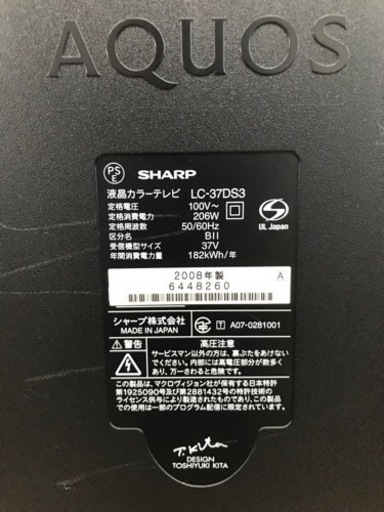 AQUOS
PS
E
SHARP
液晶カラーテレビ LC-37DS3
定格電圧 100V～
定格消費電力 206W
定格周波数 50/60Hz
区分名 BII
受信機型サイズ 37V
年間消費電力量 182kWh/年
UL Japan
2008年製 A
6448260
シャープ株式会社
MADE IN JAPAN
T A07-0281001
警告 高圧注意
サービスマン以外の方は、裏ぶたをあけない
でください。内部には高電圧部分が数多く
あり、万一さわると危険です。
この製品は、マクロヴィジョン社が保有する日本特許
第1925090号及び第2881432号の特許技術の
ライセンス供与により製造されています。この製品
の使用は一部のプログラム配信に限定されています。
T. Kita
DESIGN
TOSHIYUKI KITA